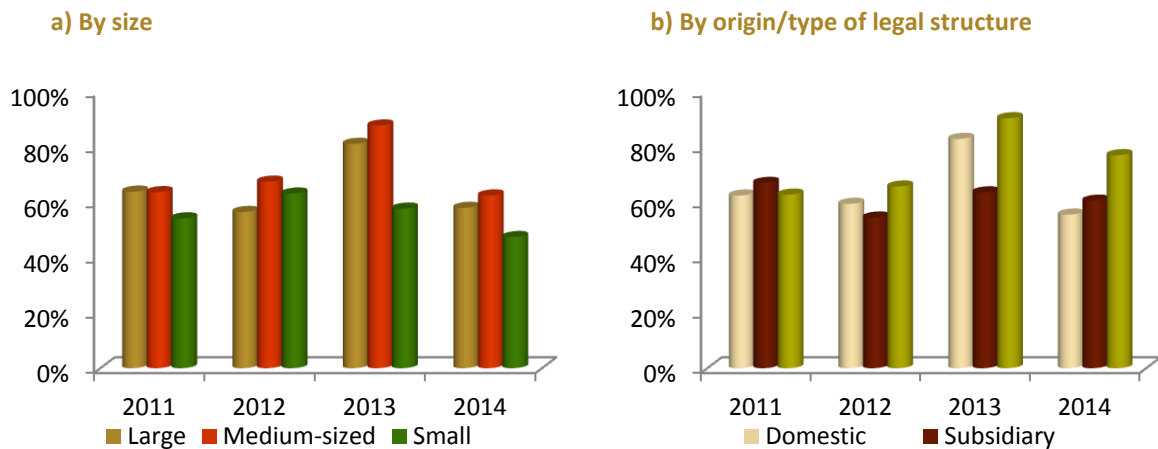 a) By size
100%
80%
60%
40%
20%
0%
2011 2012 2013 2014
Large Medium-sized Small
b) By origin/type of legal structure
100%
80%
60%
40%
20%
0%
2011 2012 2013 2014
Domestic Subsidiary